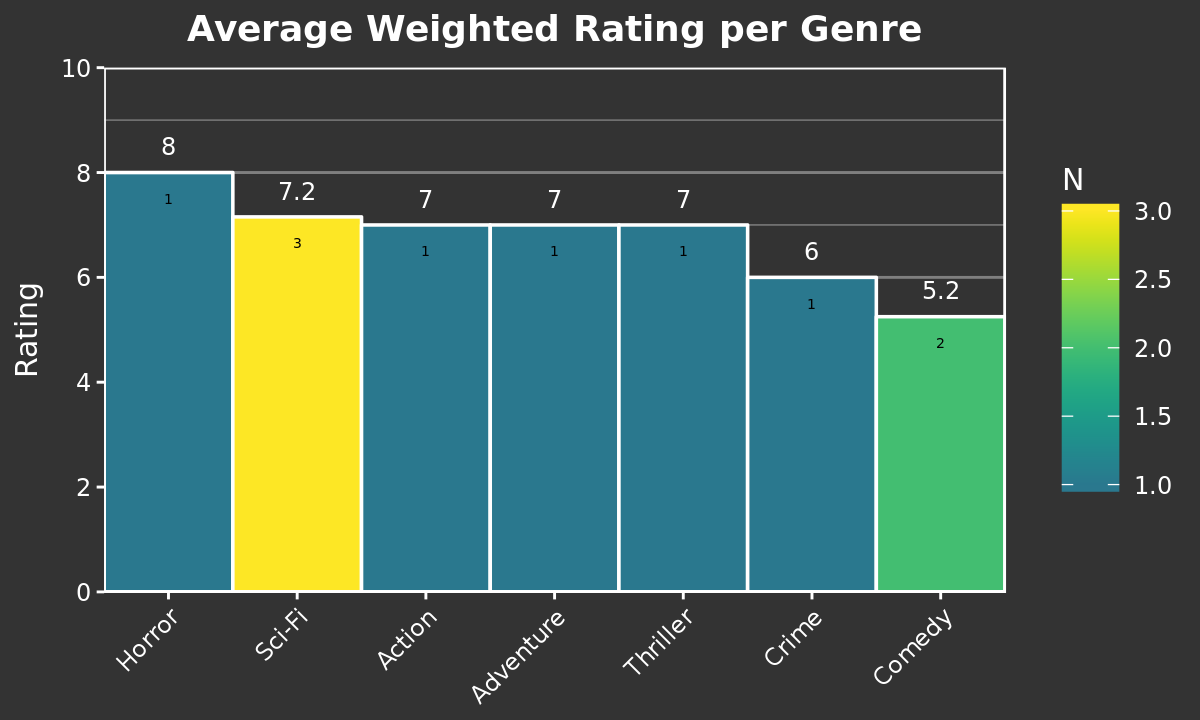 Average Weighted Rating per Genre
10
8
6
4
2
0
Rating
8
7.2
7
7
7
6
5.2
1
3
1
1
1
1
2
Horror
Sci-Fi
Action
Adventure
Thriller
Crime
Comedy
N
3.0
2.5
2.0
1.5
1.0